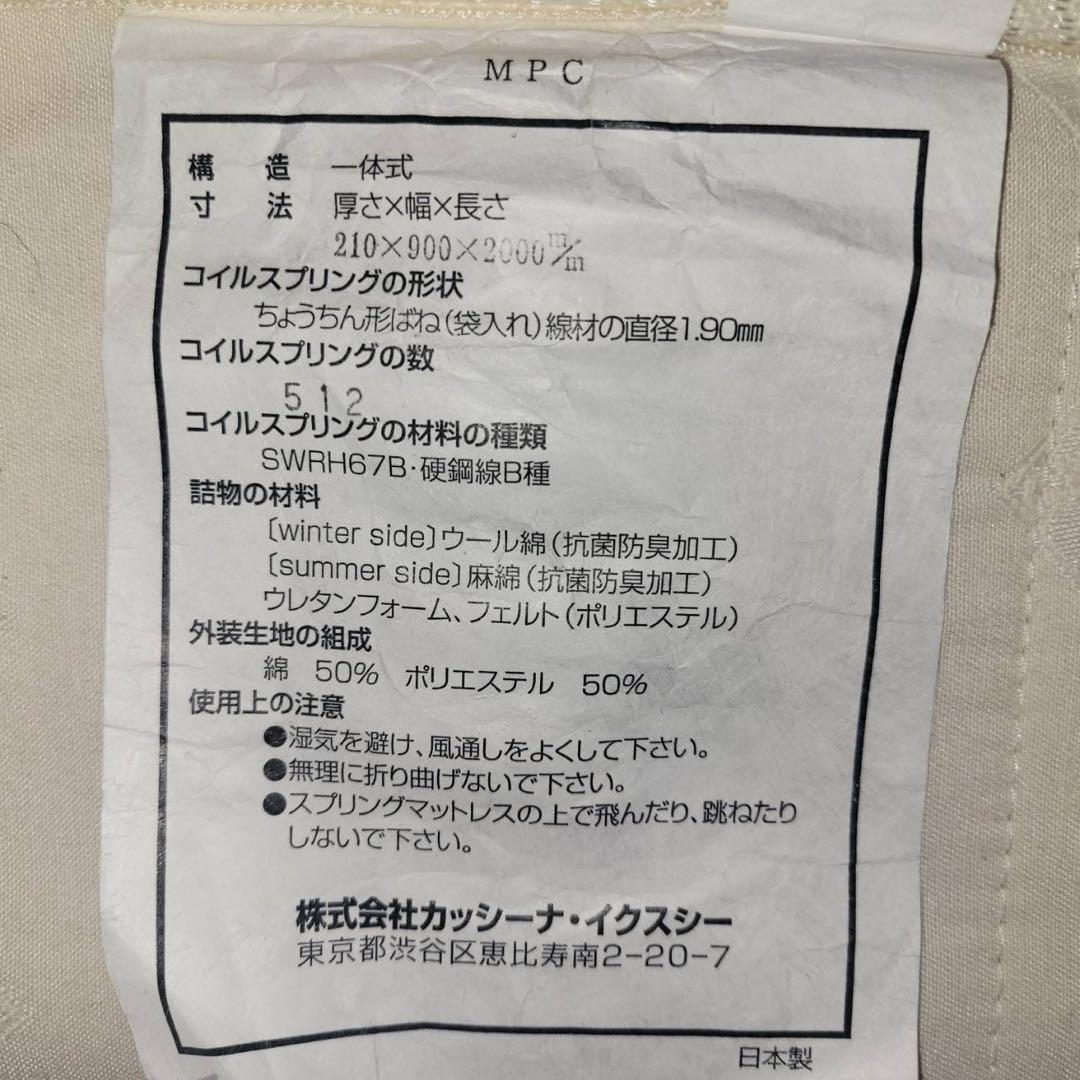 MPC
構 造 一体式
寸 法 厚さ×幅×長さ
210×900×2000m/m
コイルスプリングの形状
ちょうちん形ばね(袋入れ)線材の直径1.90mm
コイルスプリングの数
512
コイルスプリングの材料の種類
SWRH67B・硬鋼線B種
詰物の材料
〔winter side〕ウール綿(抗菌防臭加工)
〔summer side〕麻綿(抗菌防臭加工)
ウレタンフォーム、フェルト(ポリエステル)
外装生地の組成
綿 50% ポリエステル 50%
使用上の注意
●湿気を避け、風通しをよくして下さい。
●無理に折り曲げないで下さい。
●スプリングマットレスの上で飛んだり、跳ねたり
しないで下さい。
株式会社カッシーナ・イクスシー
東京都渋谷区恵比寿南2-20-7
日本製